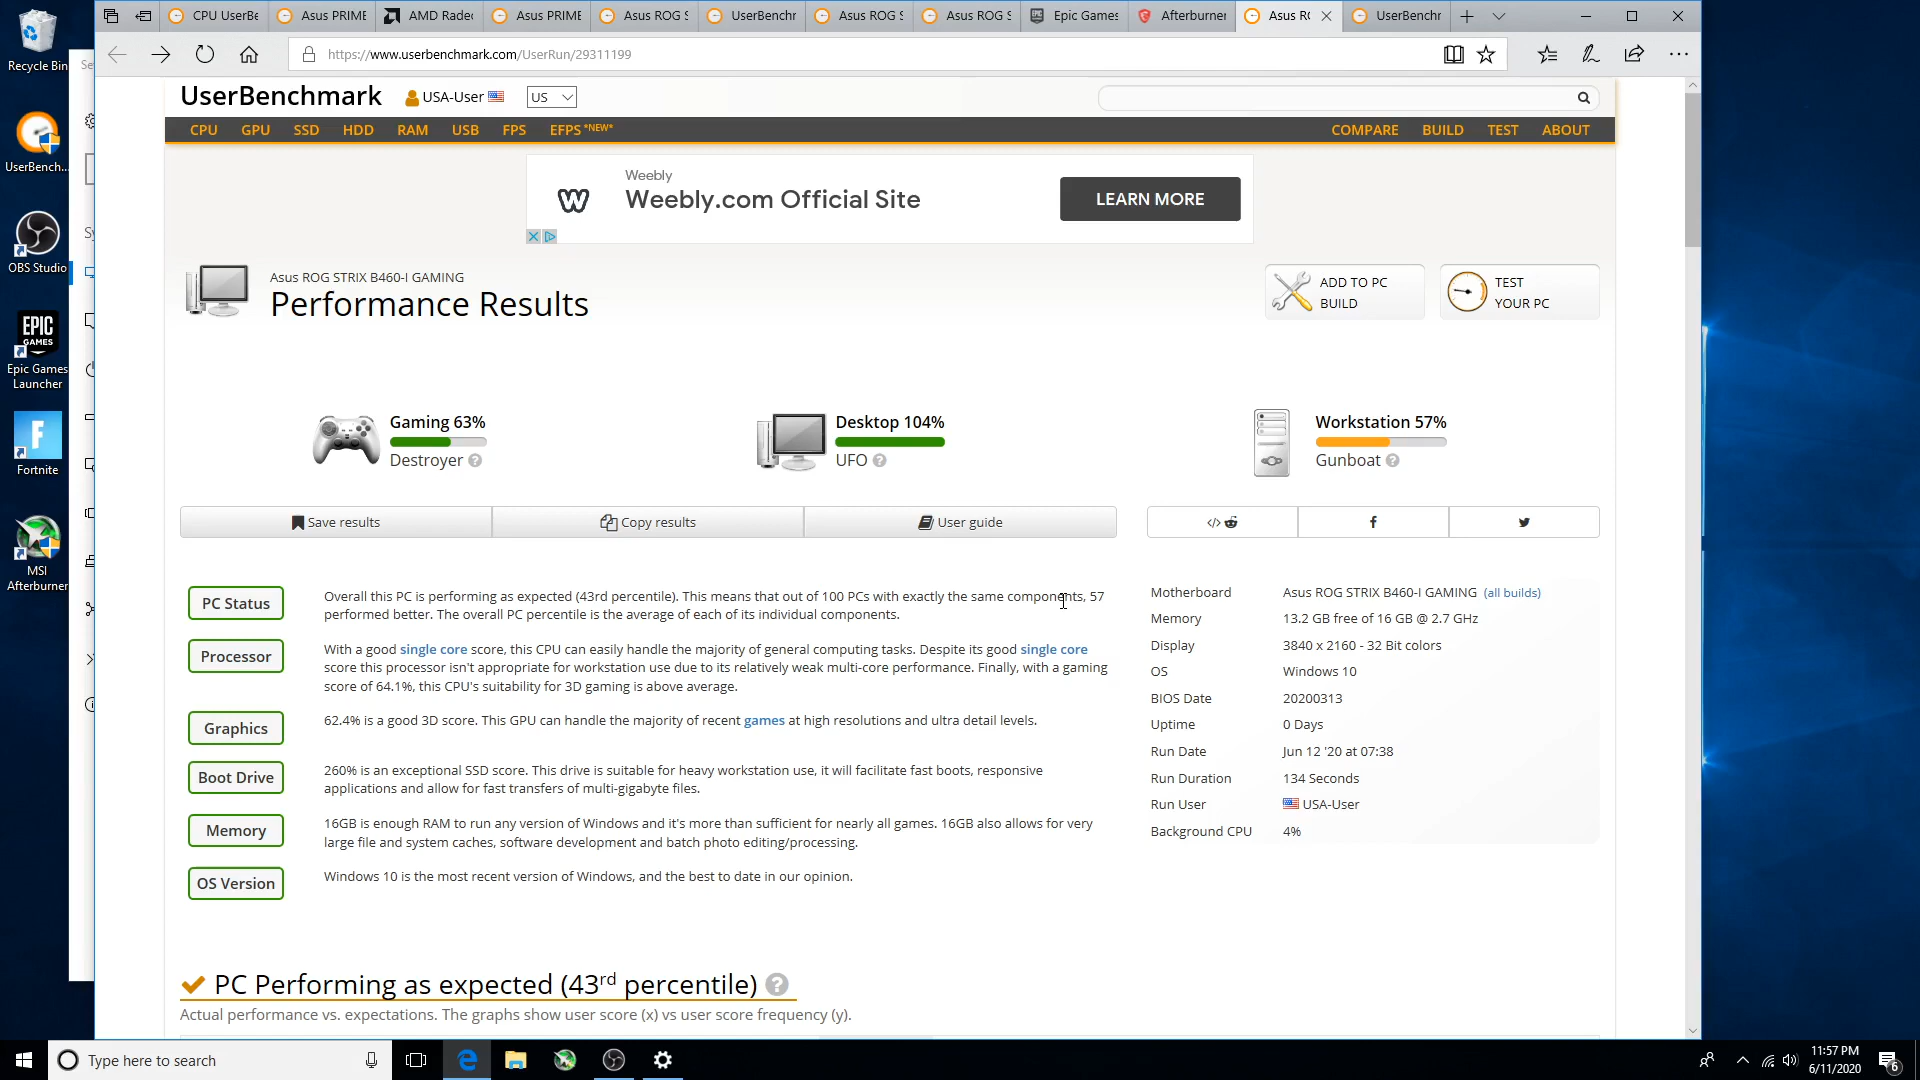 Recycle Bin
UserBench...
OBS Studio
EPIC
GAMES
Epic Games
Launcher
F
Fortnite
MSI
Afterburner
CPU UserBe
Asus PRIME
AMD Radeo
Asus PRIME
Asus ROG S
UserBenchr
Asus ROG S
Asus ROG S
Epic Games
Afterburner
Asus RO
UserBenchr
https://www.userbenchmark.com/UserRun/29311199
UserBenchmark
USA-User
US
CPU GPU SSD HDD RAM USB FPS EFPS *NEW*
COMPARE BUILD TEST ABOUT
Weebly
Weebly.com Official Site
LEARN MORE
Asus ROG STRIX B460-I GAMING
Performance Results
ADD TO PC
BUILD
TEST
YOUR PC
Gaming 63%
Destroyer ?
Desktop 104%
UFO ?
Workstation 57%
Gunboat ?
Save results
Copy results
User guide
</>
PC Status
Overall this PC is performing as expected (43rd percentile). This means that out of 100 PCs with exactly the same components, 57
performed better. The overall PC percentile is the average of each of its individual components.
Processor
With a good single core score, this CPU can easily handle the majority of general computing tasks. Despite its good single core
score this processor isn't appropriate for workstation use due to its relatively weak multi-core performance. Finally, with a gaming
score of 64.1%, this CPU's suitability for 3D gaming is above average.
Graphics
62.4% is a good 3D score. This GPU can handle the majority of recent games at high resolutions and ultra detail levels.
Boot Drive
260% is an exceptional SSD score. This drive is suitable for heavy workstation use, it will facilitate fast boots, responsive
applications and allow for fast transfers of multi-gigabyte files.
Memory
16GB is enough RAM to run any version of Windows and it's more than sufficient for nearly all games. 16GB also allows for very
large file and system caches, software development and batch photo editing/processing.
OS Version
Windows 10 is the most recent version of Windows, and the best to date in our opinion.
Motherboard Asus ROG STRIX B460-I GAMING (all builds)
Memory 13.2 GB free of 16 GB @ 2.7 GHz
Display 3840 x 2160 - 32 Bit colors
OS Windows 10
BIOS Date 20200313
Uptime 0 Days
Run Date Jun 12 '20 at 07:38
Run Duration 134 Seconds
Run User USA-User
Background CPU 4%
PC Performing as expected (43rd percentile) ?
Actual performance vs. expectations. The graphs show user score (x) vs user score frequency (y).
Type here to search
11:57 PM
6/11/2020
6